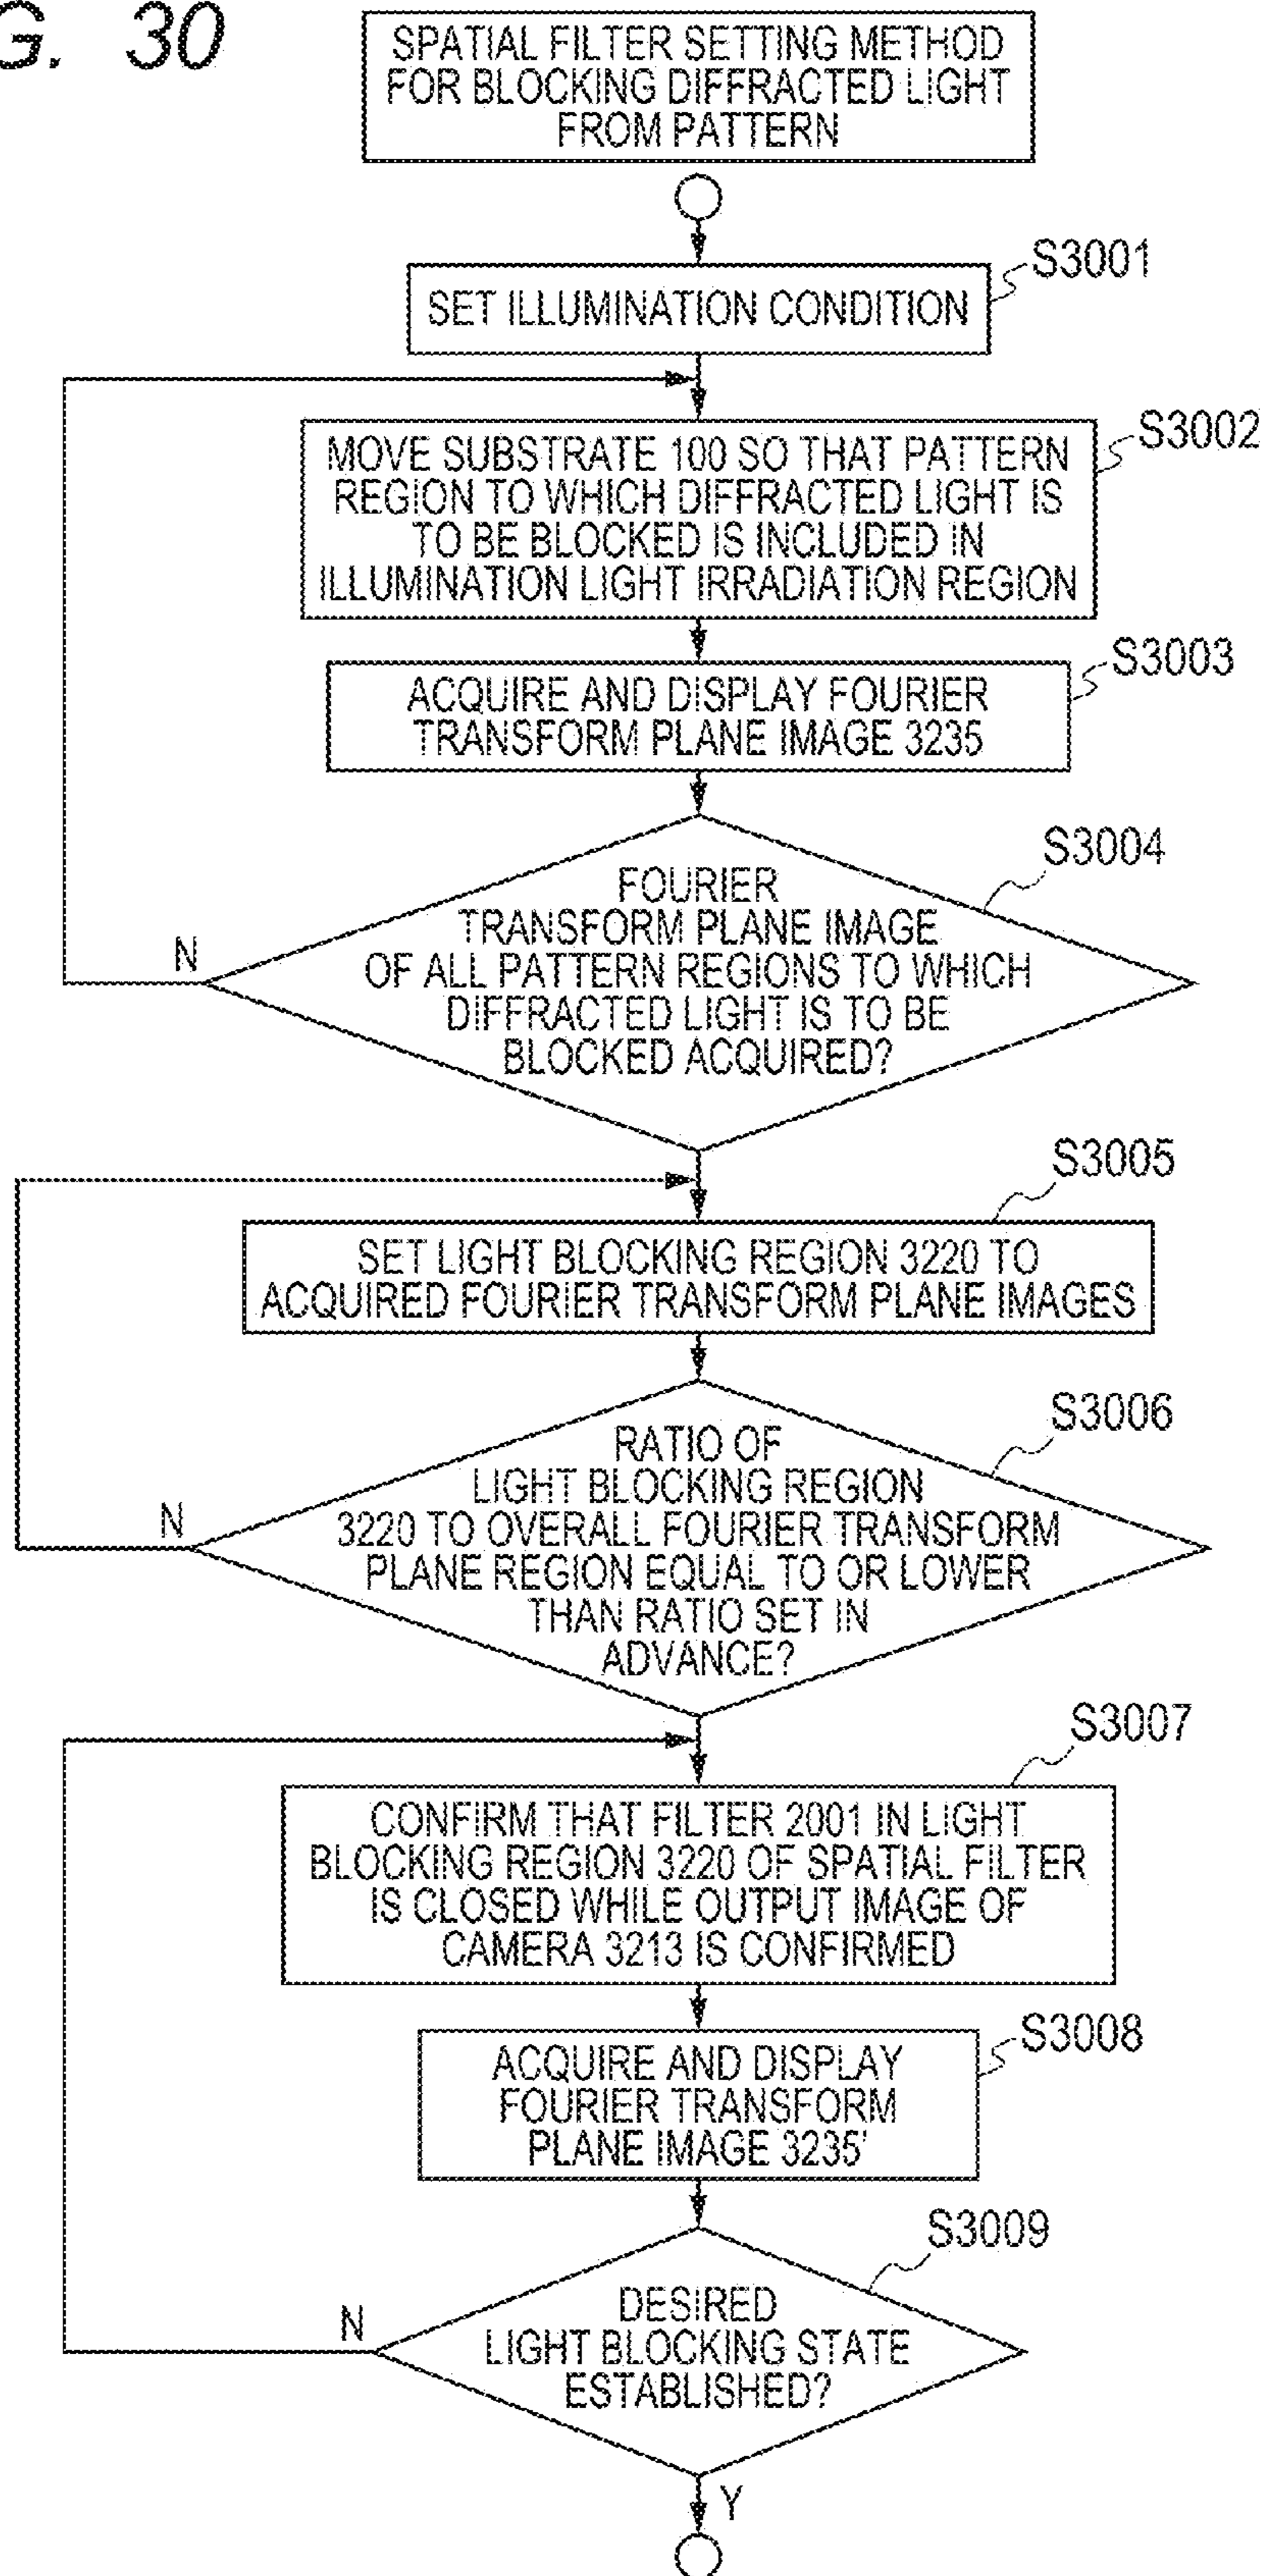 G. 30
SPATIAL FILTER SETTING METHOD
FOR BLOCKING DIFFRACTED LIGHT
FROM PATTERN
S3001
SET ILLUMINATION CONDITION
S3002
MOVE SUBSTRATE 100 SO THAT PATTERN
REGION TO WHICH DIFFRACTED LIGHT IS
TO BE BLOCKED IS INCLUDED IN
ILLUMINATION LIGHT IRRADIATION REGION
S3003
ACQUIRE AND DISPLAY FOURIER
TRANSFORM PLANE IMAGE 3235
S3004
FOURIER
TRANSFORM PLANE IMAGE
OF ALL PATTERN REGIONS TO WHICH
DIFFRACTED LIGHT IS TO BE
BLOCKED ACQUIRED?
N
S3005
SET LIGHT BLOCKING REGION 3220 TO
ACQUIRED FOURIER TRANSFORM PLANE IMAGES
S3006
RATIO OF
LIGHT BLOCKING REGION
3220 TO OVERALL FOURIER TRANSFORM
PLANE REGION EQUAL TO OR LOWER
THAN RATIO SET IN
ADVANCE?
N
S3007
CONFIRM THAT FILTER 2001 IN LIGHT
BLOCKING REGION 3220 OF SPATIAL FILTER
IS CLOSED WHILE OUTPUT IMAGE OF
CAMERA 3213 IS CONFIRMED
S3008
ACQUIRE AND DISPLAY
FOURIER TRANSFORM
PLANE IMAGE 3235'
S3009
DESIRED
LIGHT BLOCKING STATE
ESTABLISHED?
N
Y